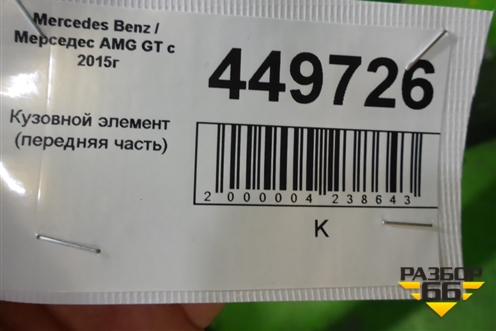 Mercedes Benz /
Мерседес AMG GT с
2015г
449726
Кузовной элемент
(передняя часть)
2 000004 238643
К
РАЗБОР
66